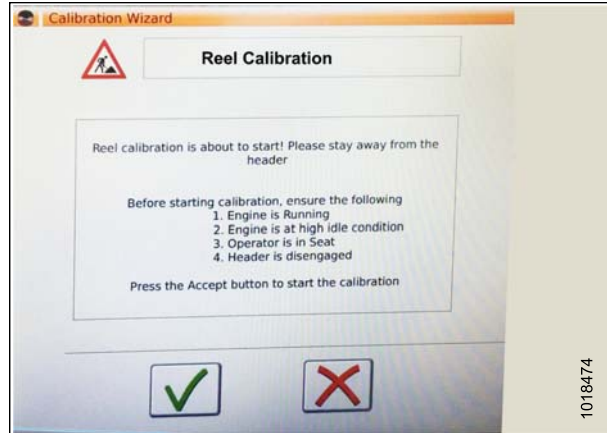 Calibration Wizard
Reel Calibration
Reel calibration is about to start! Please stay away from the
header
Before starting calibration, ensure the following
1. Engine is Running
2. Engine is at high idle condition
3. Operator is in Seat
4. Header is disengaged
Press the Accept button to start the calibration
1018474